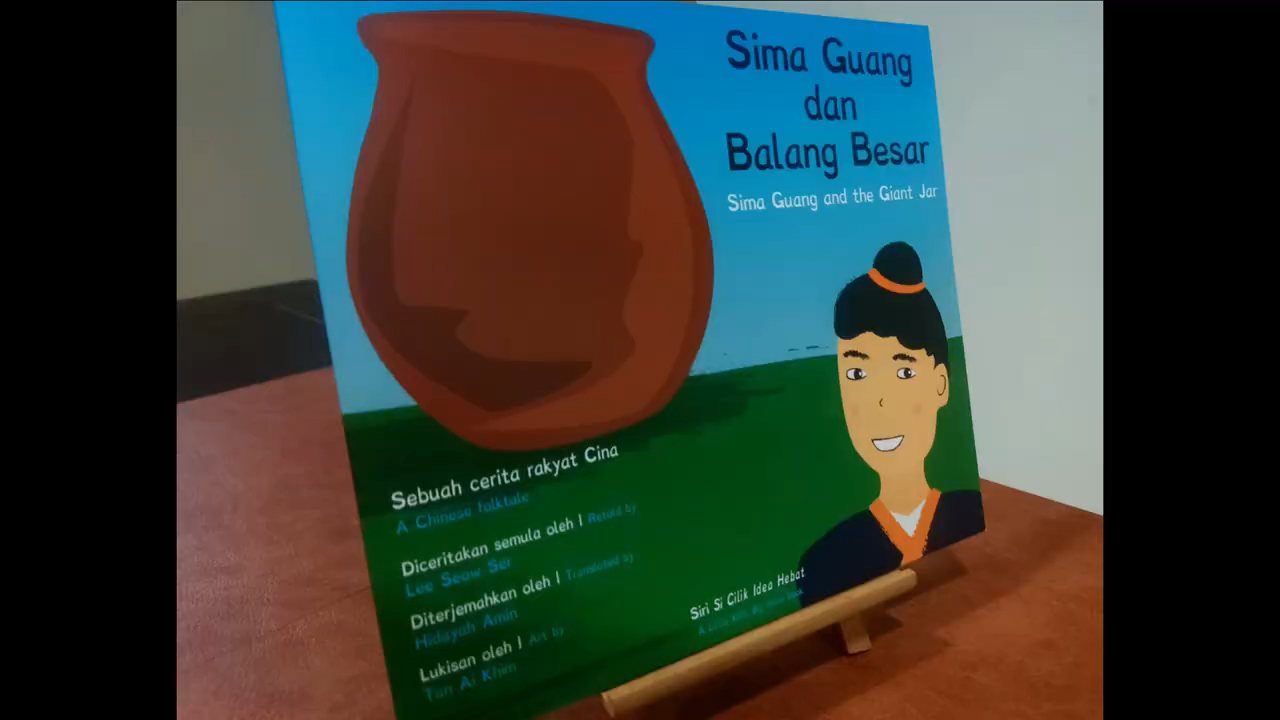 Sima Guang
dan
Balang Besar
Sima Guang and the Giant Jar
Sebuah cerita rakyat Cina
A Chinese folktale
Diceritakan semula oleh | Retold by
Lee Seow Ser
Diterjemahkan oleh | Translated by
Hidayah Amin
Lukisan oleh | Art by
Tan Ai Khim
Siri Si Cilik Idea Hebat